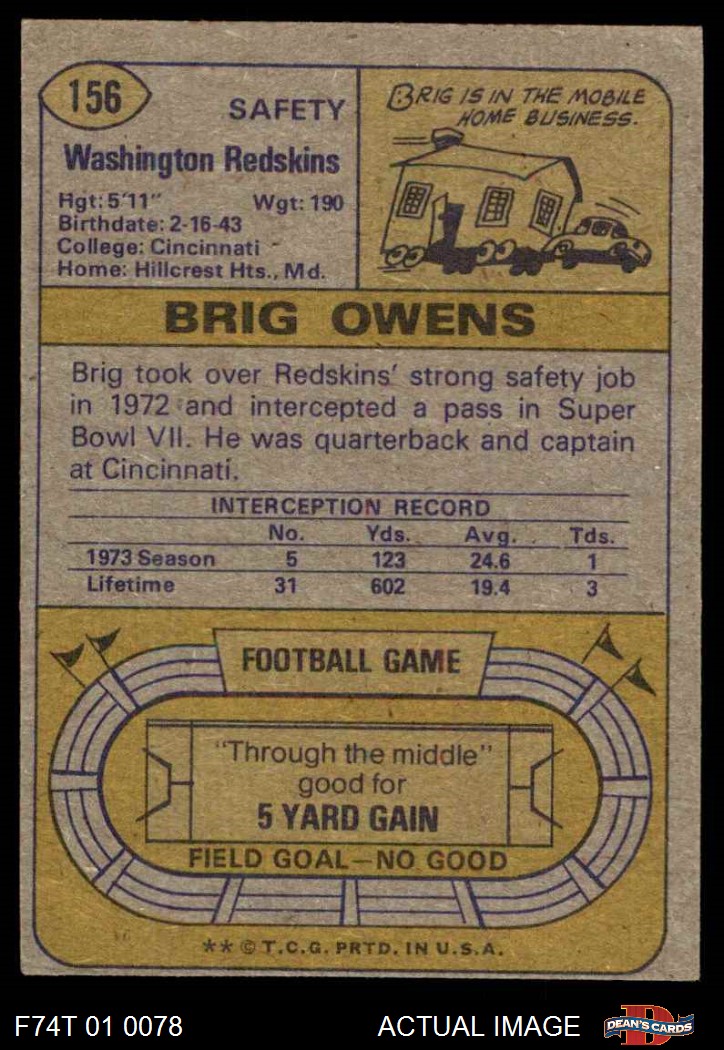 156
SAFETY
Washington Redskins
Hgt: 5'11" Wgt: 190
Birthdate: 2-16-43
College: Cincinnati
Home: Hillcrest Hts., Md.
BRIG IS IN THE MOBILE
HOME BUSINESS.
BRIG OWENS
Brig took over Redskins' strong safety job
in 1972 and intercepted a pass in Super
Bowl VII. He was quarterback and captain
at Cincinnati.
INTERCEPTION RECORD
No. Yds. Avg. Tds.
1973 Season 5 123 24.6 1
Lifetime 31 602 19.4 3
FOOTBALL GAME
"Through the middle"
good for
5 YARD GAIN
FIELD GOAL—NO GOOD
** © T.C.G. PRTD. IN U.S.A.
F74T 01 0078 ACTUAL IMAGE
DEAN'S CARDS